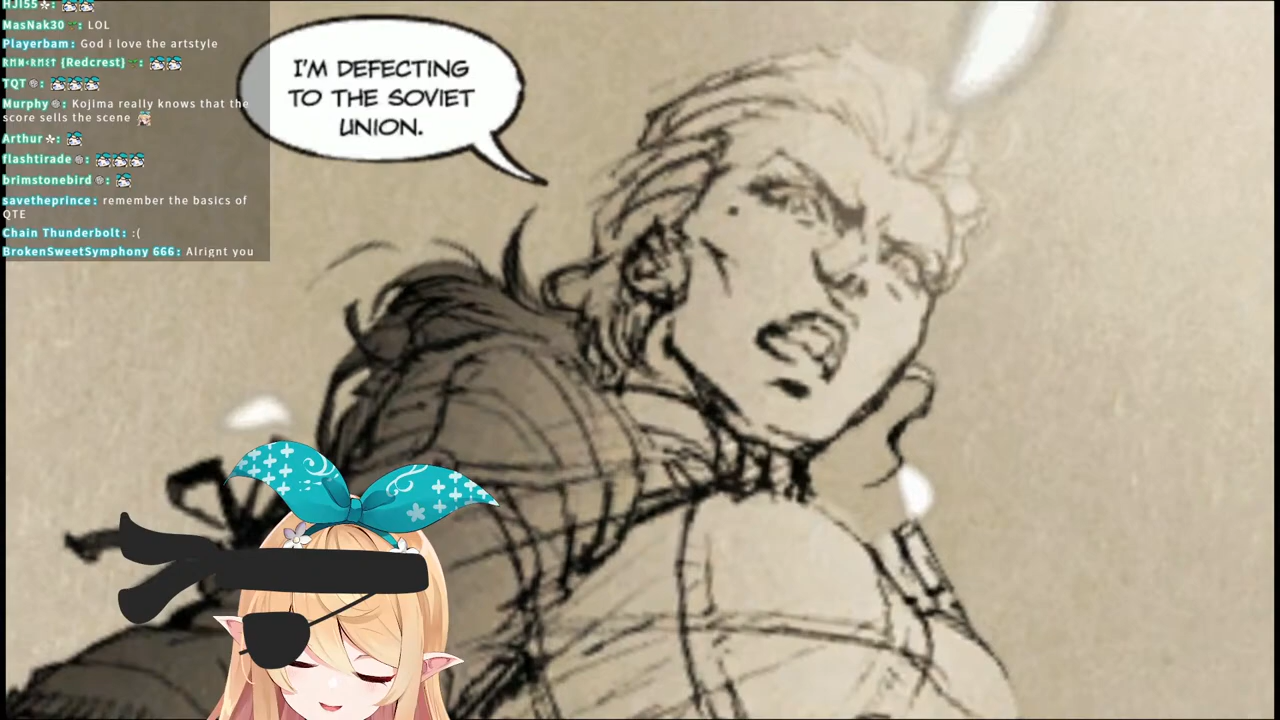 HJI55:
MasNak30: LOL
Playerbam: God i love the artstyle
{Redcrest}:
TQT:
Murphy: Kojima really knows that the
score sells the scene
Arthur:
flashtirade:
brimstonebird:
savetheprince: remember the basics of
QTE
Chain Thunderbolt: :(
BrokenSweetSymphony 666: Alrignt you
I'M DEFECTING
TO THE SOVIET
UNION.